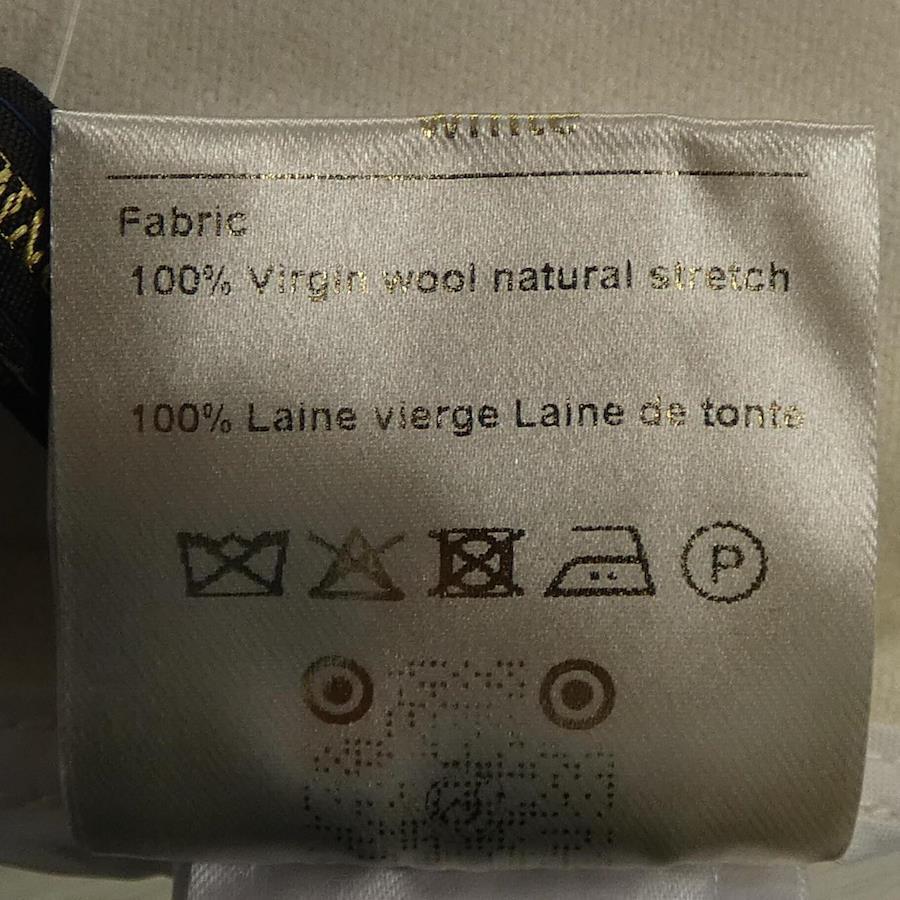 Fabric
100% Virgin wool natural stretch
100% Laine vierge Laine de tonte
P